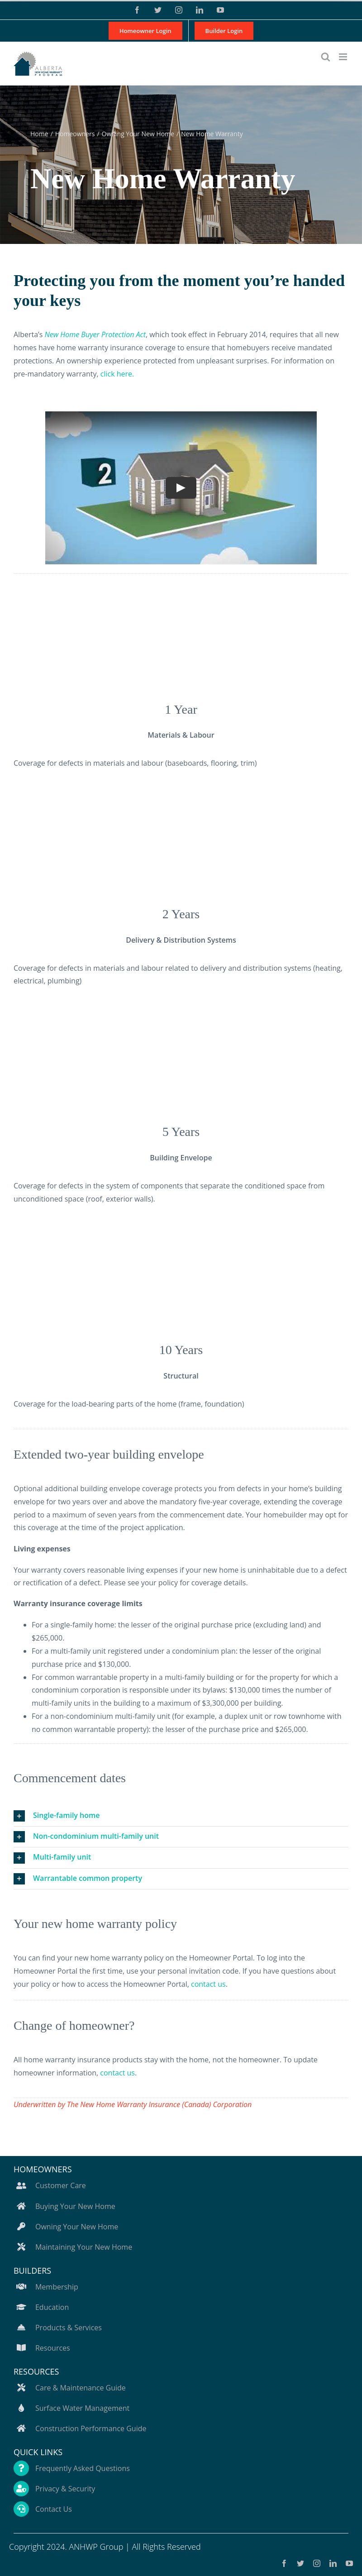 Homeowner Login
Builder Login
ALBERTA
NEW HOME WARRANTY
PROGRAM
Home / Homeowners / Owning Your New Home / New Home Warranty
New Home Warranty
Protecting you from the moment you’re handed
your keys
Alberta’s New Home Buyer Protection Act, which took effect in February 2014, requires that all new
homes have home warranty insurance coverage to ensure that homebuyers receive mandated
protections. An ownership experience protected from unpleasant surprises. For information on
pre-mandatory warranty, click here.
2
1 Year
Materials & Labour
Coverage for defects in materials and labour (baseboards, flooring, trim)
2 Years
Delivery & Distribution Systems
Coverage for defects in materials and labour related to delivery and distribution systems (heating,
electrical, plumbing)
5 Years
Building Envelope
Coverage for defects in the system of components that separate the conditioned space from
unconditioned space (roof, exterior walls).
10 Years
Structural
Coverage for the load-bearing parts of the home (frame, foundation)
Extended two-year building envelope
Optional additional building envelope coverage protects you from defects in your home’s building
envelope for two years over and above the mandatory five-year coverage, extending the coverage
period to a maximum of seven years from the commencement date. Your homebuilder may opt for
this coverage at the time of the project application.
Living expenses
Your warranty covers reasonable living expenses if your new home is uninhabitable due to a defect
or rectification of a defect. Please see your policy for coverage details.
Warranty insurance coverage limits
• For a single-family home: the lesser of the original purchase price (excluding land) and
$265,000.
• For a multi-family unit registered under a condominium plan: the lesser of the original
purchase price and $130,000.
• For common warrantable property in a multi-family building or for the property for which a
condominium corporation is responsible under its bylaws: $130,000 times the number of
multi-family units in the building to a maximum of $3,300,000 per building.
• For a non-condominium multi-family unit (for example, a duplex unit or row townhome with
no common warrantable property): the lesser of the purchase price and $265,000.
Commencement dates
Single-family home
Non-condominium multi-family unit
Multi-family unit
Warrantable common property
Your new home warranty policy
You can find your new home warranty policy on the Homeowner Portal. To log into the
Homeowner Portal the first time, use your personal invitation code. If you have questions about
your policy or how to access the Homeowner Portal, contact us.
Change of homeowner?
All home warranty insurance products stay with the home, not the homeowner. To update
homeowner information, contact us.
Underwritten by The New Home Warranty Insurance (Canada) Corporation
HOMEOWNERS
Customer Care
Buying Your New Home
Owning Your New Home
Maintaining Your New Home
BUILDERS
Membership
Education
Products & Services
Resources
RESOURCES
Care & Maintenance Guide
Surface Water Management
Construction Performance Guide
QUICK LINKS
Frequently Asked Questions
Privacy & Security
Contact Us
Copyright 2024. ANHWP Group | All Rights Reserved